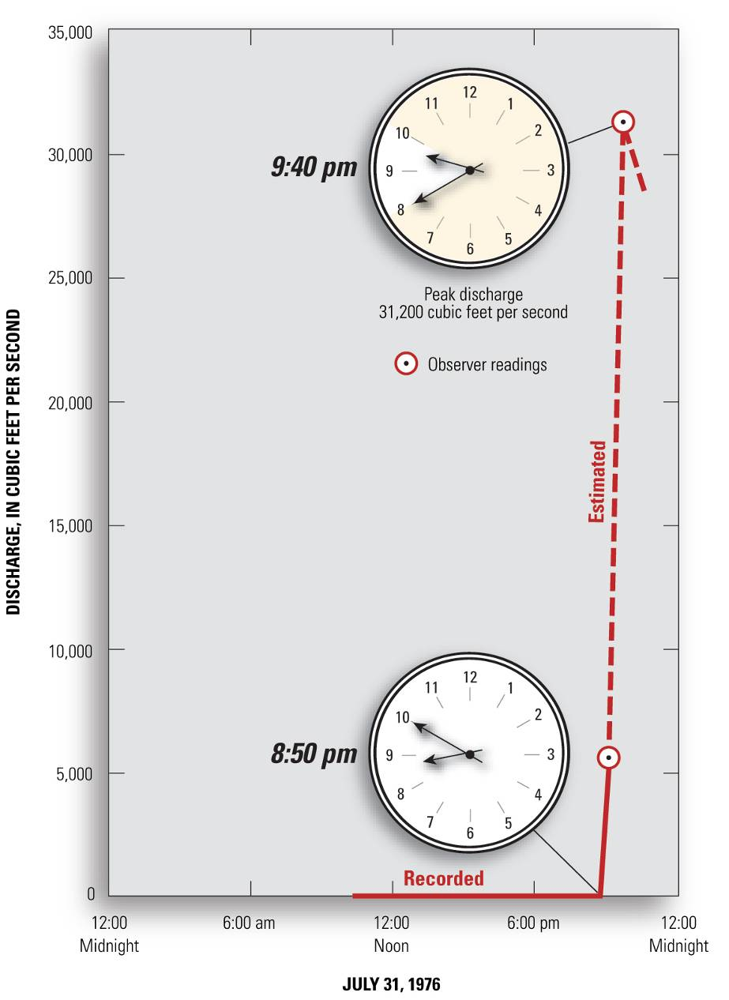 35,000
30,000
25,000
20,000
15,000
10,000
5,000
0
DISCHARGE, IN CUBIC FEET PER SECOND
9:40 pm
12
1
2
3
4
5
6
7
8
9
10
11
Peak discharge
31,200 cubic feet per second
Observer readings
Estimated
8:50 pm
12
1
2
3
4
5
6
7
8
9
10
11
Recorded
12:00
Midnight
6:00 am
12:00
Noon
6:00 pm
12:00
Midnight
JULY 31, 1976